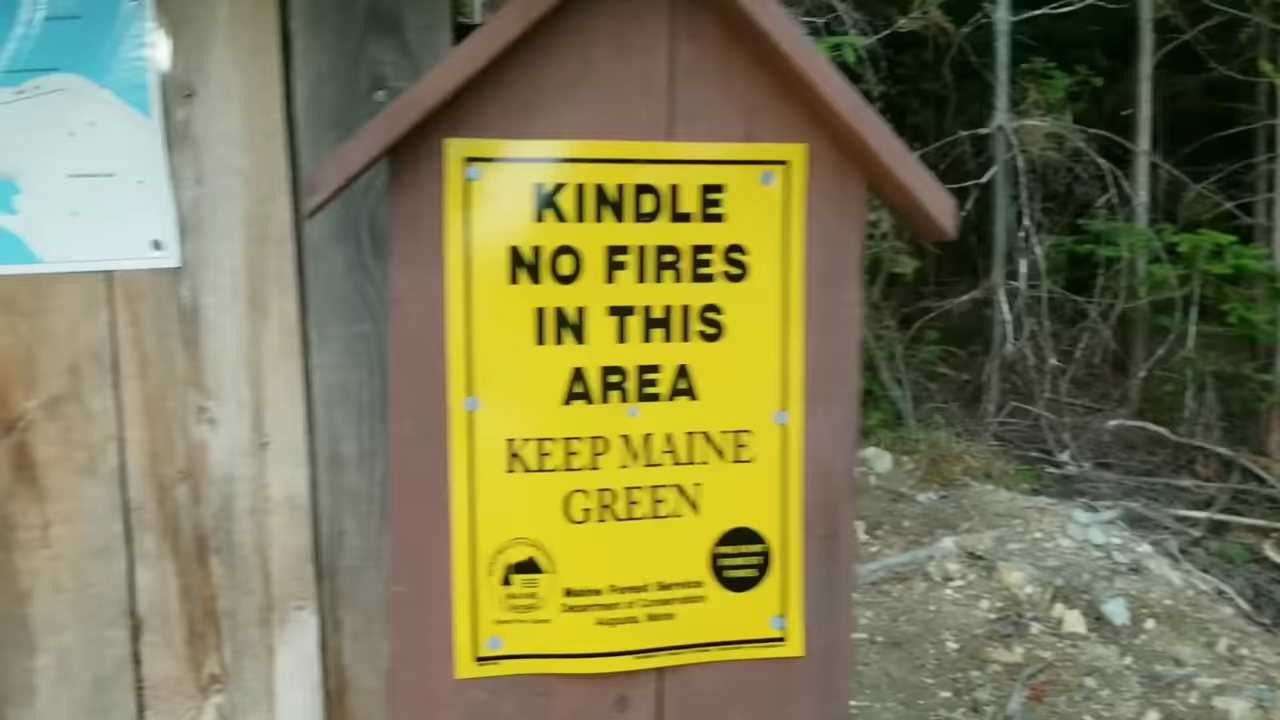 KINDLE
NO FIRES
IN THIS
AREA
KEEP MAINE
GREEN
Maine Forest Service
Department of Conservation
Augusta, Maine